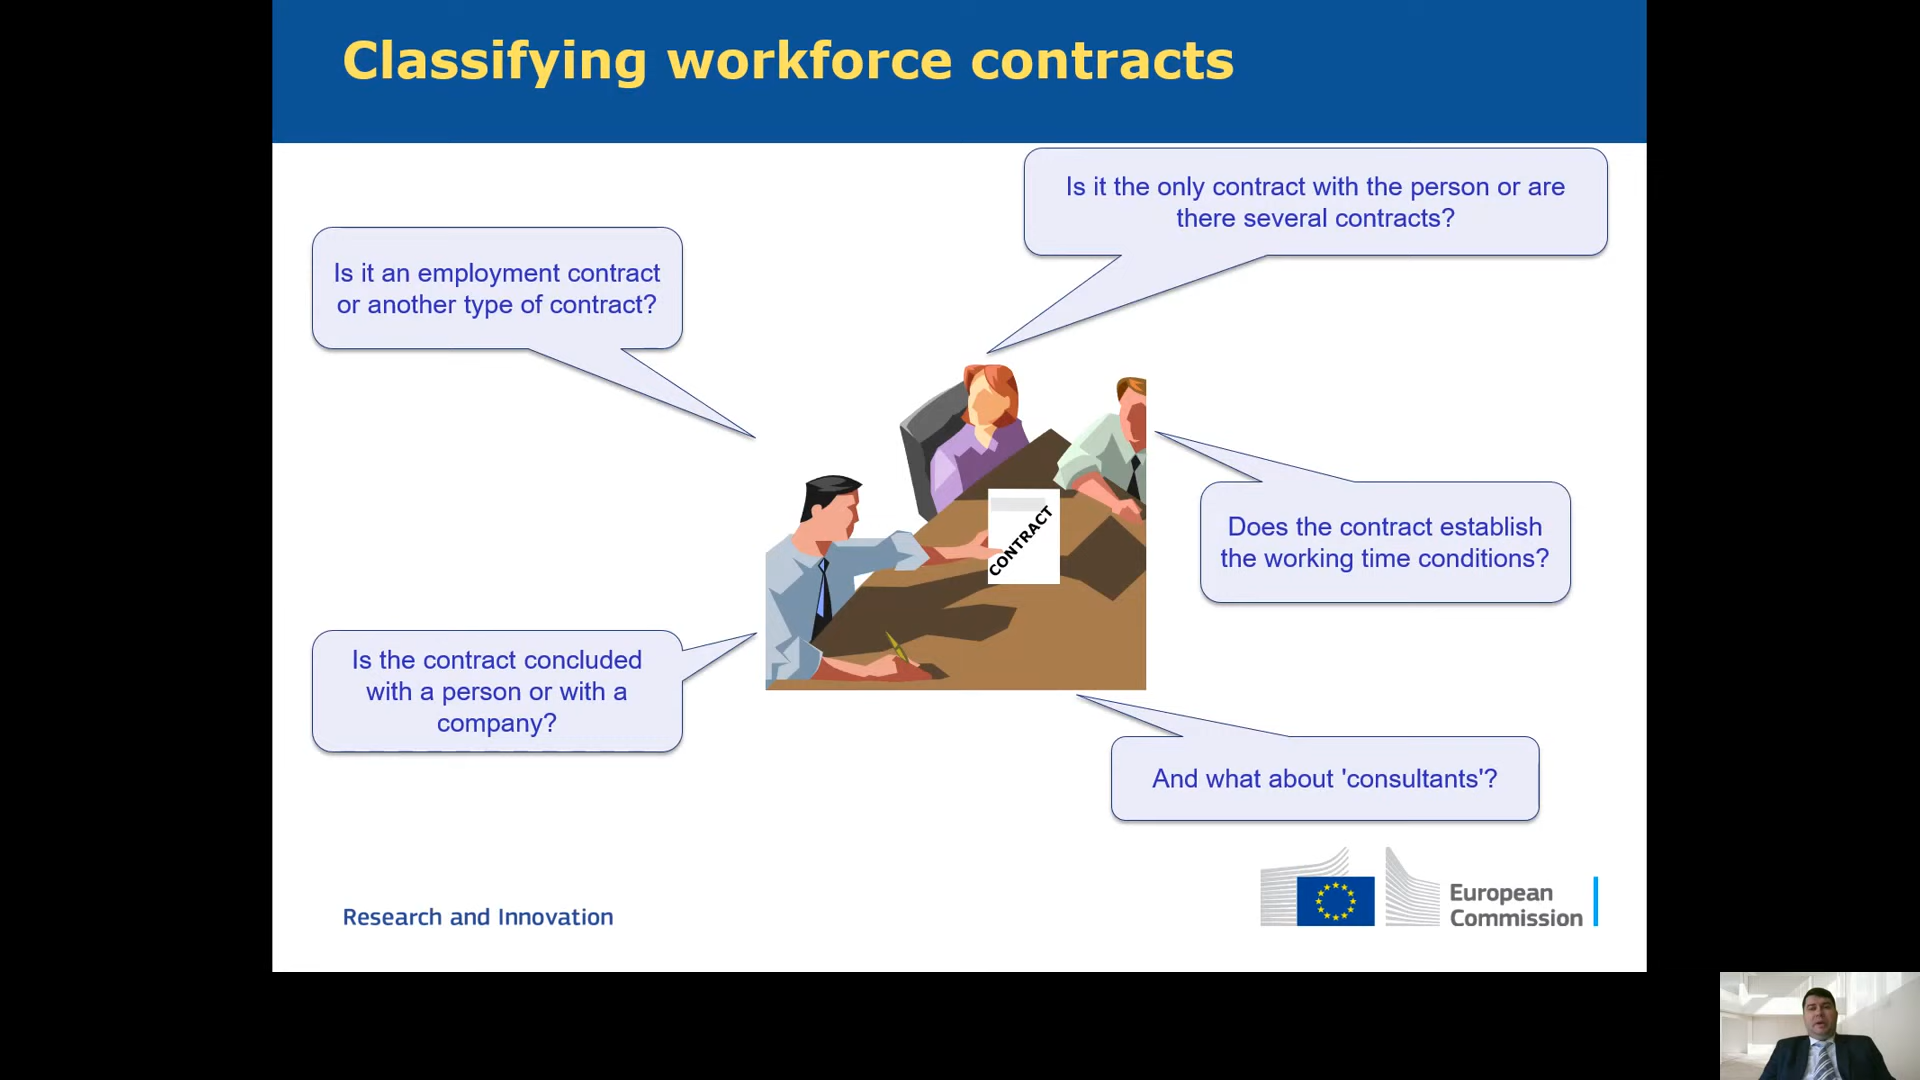 Classifying workforce contracts
Is it the only contract with the person or are
there several contracts?
Is it an employment contract
or another type of contract?
CONTRACT
Does the contract establish
the working time conditions?
Is the contract concluded
with a person or with a
company?
And what about 'consultants'?
Research and Innovation
European
Commission